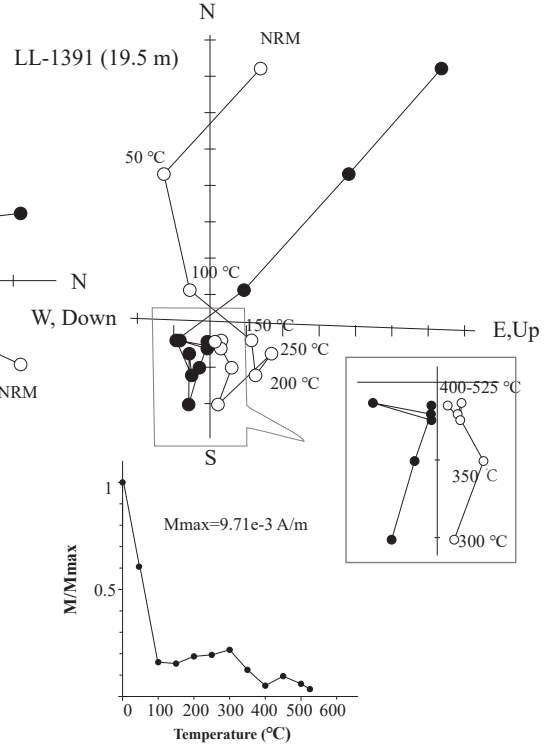 N
LL-1391 (19.5 m)
NRM
50 °C
100 °C
N
W, Down
150 °C
E,Up
250 °C
200 °C
NRM
400-525 °C
S
350 °C
300 °C
1
Mmax=9.71e-3 A/m
0.5
M/Mmax
0 100 200 300 400 500 600
Temperature (°C)